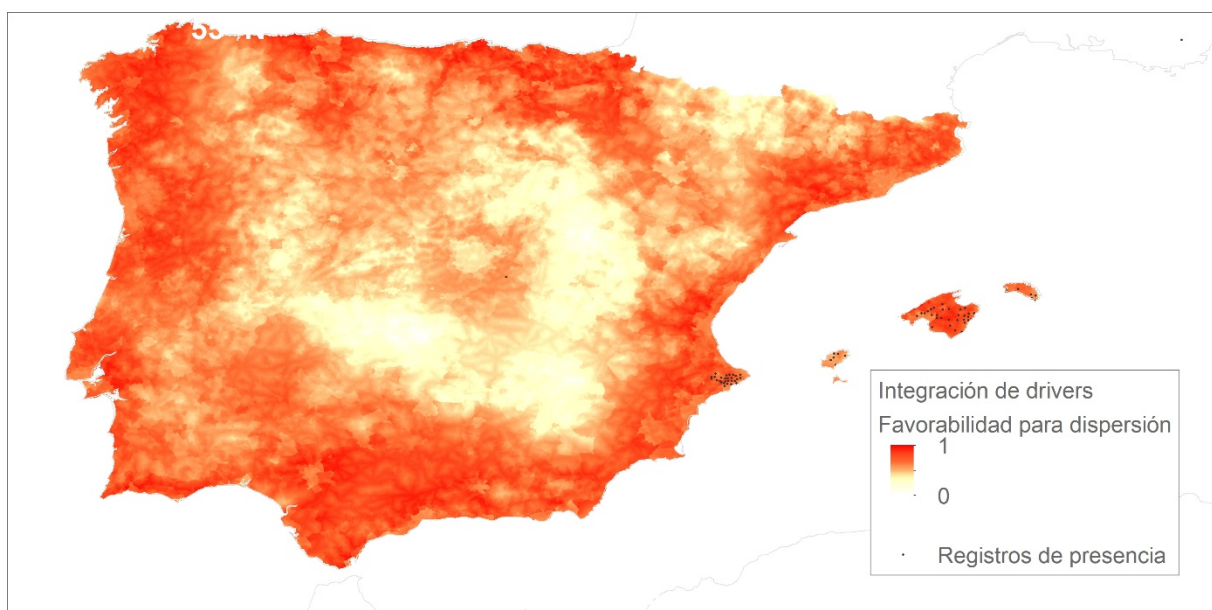 Integración de drivers
Favorabilidad para dispersión
1
0
Registros de presencia